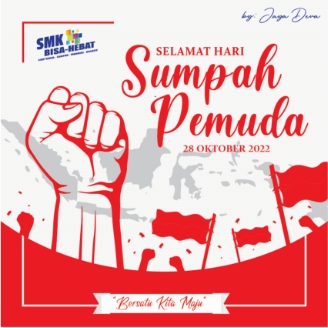 by: Jaya Deva
SMK
BISA-HEBAT
SELAMAT HARI
Sumpah
Pemuda
28 OKTOBER 2022
"Bersatu Kita Maju"